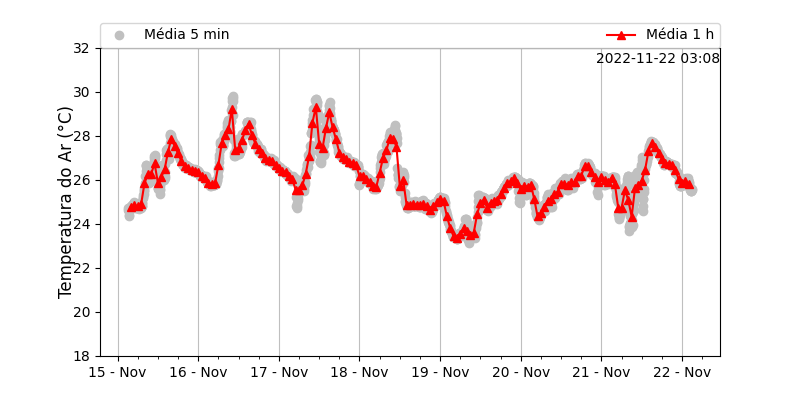 Média 5 min
Média 1 h
2022-11-22 03:08
Temperatura do Ar (°C)
32
30
28
26
24
22
20
18
15 - Nov
16 - Nov
17 - Nov
18 - Nov
19 - Nov
20 - Nov
21 - Nov
22 - Nov